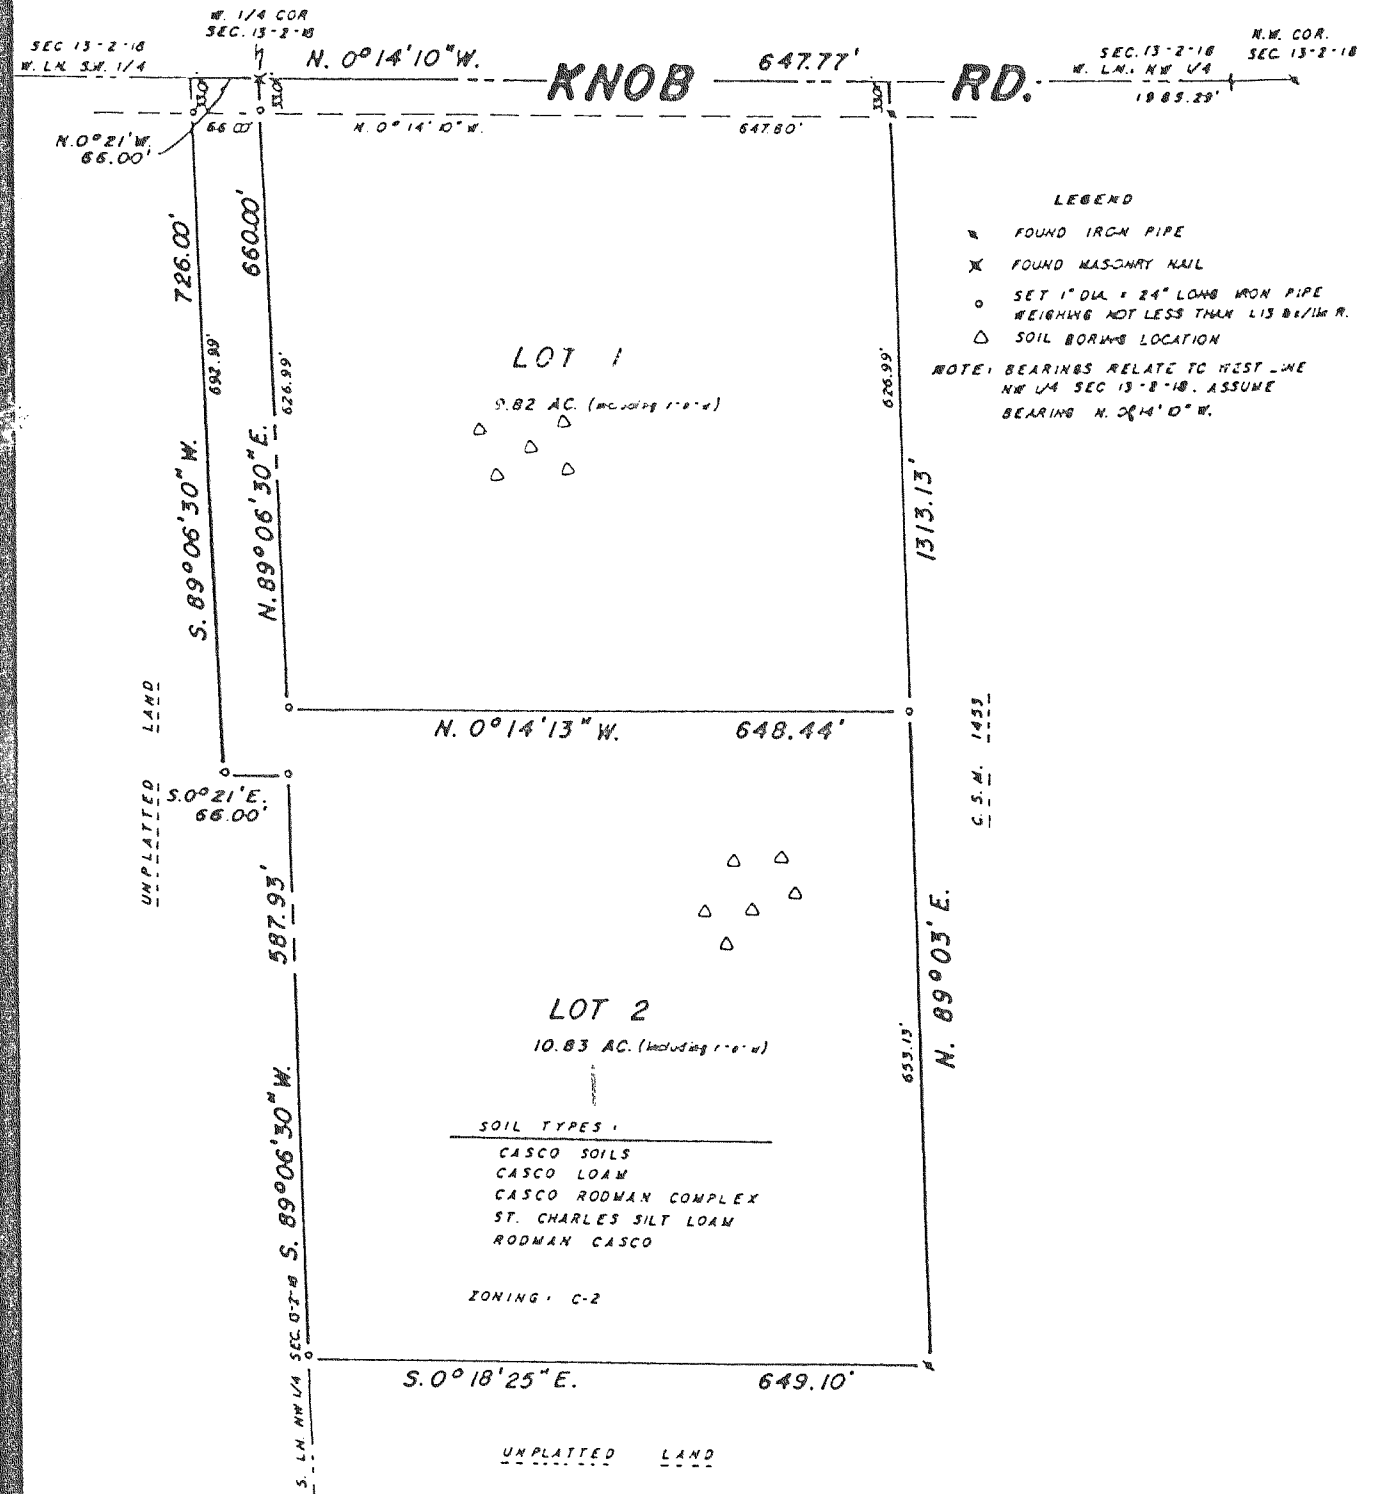 W. 1/4 COR
SEC. 13-2-18
SEC 13-2-18
W. LN. S.W. 1/4
N. 0°14'10" W.
647.77'
KNOB RD.
SEC. 13-2-18
W. LN. NW 1/4
1985.29'
N.W. COR.
SEC 13-2-18
33.0'
33.0'
33.0'
N. 0°21' W.
66.00'
66.00'
N. 0° 14' 10" W.
647.80'
726.00'
692.99'
S. 89°06'30" W.
660.00'
626.99'
N. 89°06'30" E.
LOT 1
9.82 AC. (including r-o-w)
626.99'
1313.13'
LEGEND
FOUND IRON PIPE
FOUND MASONRY NAIL
SET 1" DIA. x 24" LONG IRON PIPE
WEIGHING NOT LESS THAN 1.13 lbs/lin ft.
SOIL BORING LOCATION
NOTE: BEARINGS RELATE TO WEST LINE
NW 1/4 SEC 13-2-18. ASSUME
BEARING N. 0°14'10" W.
N. 0°14'13" W.
648.44'
UNPLATTED LAND
C.S.M. 1453
S. 0°21' E.
66.00'
587.93'
S. 89°06'30" W.
S. LN. NW 1/4 SEC. 13-2-18
LOT 2
10.83 AC. (including r-o-w)
N. 89°03' E.
653.13'
SOIL TYPES:
CASCO SOILS
CASCO LOAM
CASCO RODMAN COMPLEX
ST. CHARLES SILT LOAM
RODMAN CASCO
ZONING: C-2
S. 0°18'25" E.
649.10'
UNPLATTED LAND